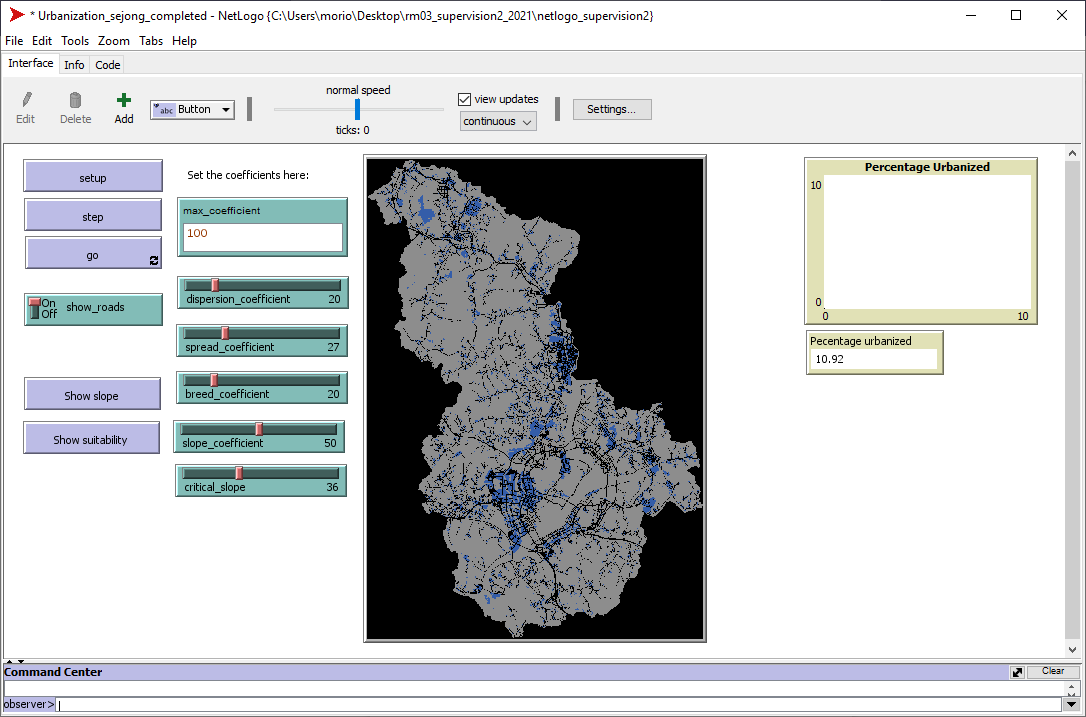 * Urbanization_sejong_completed - NetLogo {C:\Users\morio\Desktop\rm03_supervision2_2021\netlogo_supervision2}
File Edit Tools Zoom Tabs Help
Interface Info Code
Edit
Delete
Add
abc Button
normal speed
ticks: 0
view updates
continuous
Settings...
setup
step
go
On
Off
show_roads
Show slope
Show suitability
Set the coefficients here:
max_coefficient
100
dispersion_coefficient 20
spread_coefficient 27
breed_coefficient 20
slope_coefficient 50
critical_slope 36
Percentage Urbanized
10
0
0 10
Pecentage urbanized
10.92
Command Center
Clear
observer>